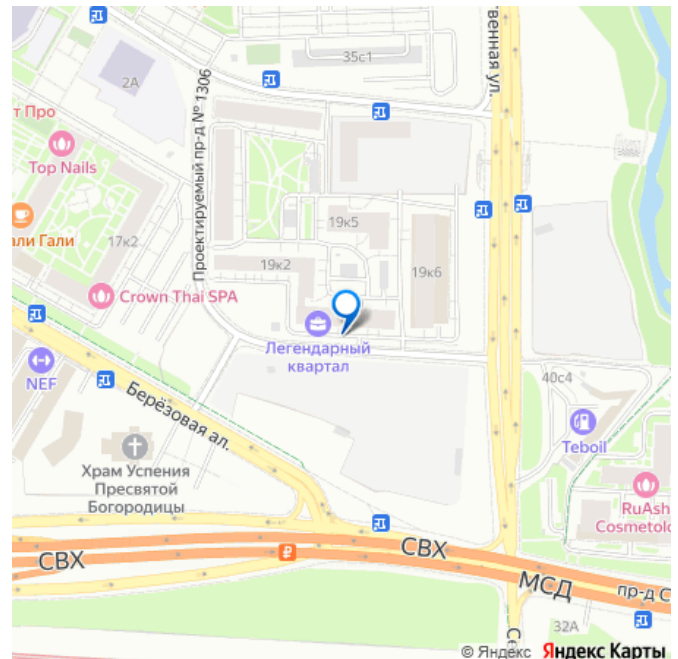 35с1
2А
твенная ул.
т Про
Проектируемый пр-д № 1306
Top Nails
али Гали
17к2
19к5
19к2
19к6
Crown Thai SPA
Легендарный
квартал
NEF
Берёзовая ал.
40с4
Teboil
Храм Успения
Пресвятой
Богородицы
RuAsh
Cosmetolo
СВХ
СВХ
₽
МСД
пр-д С
32А
Се
© Яндекс Яндекс Карты